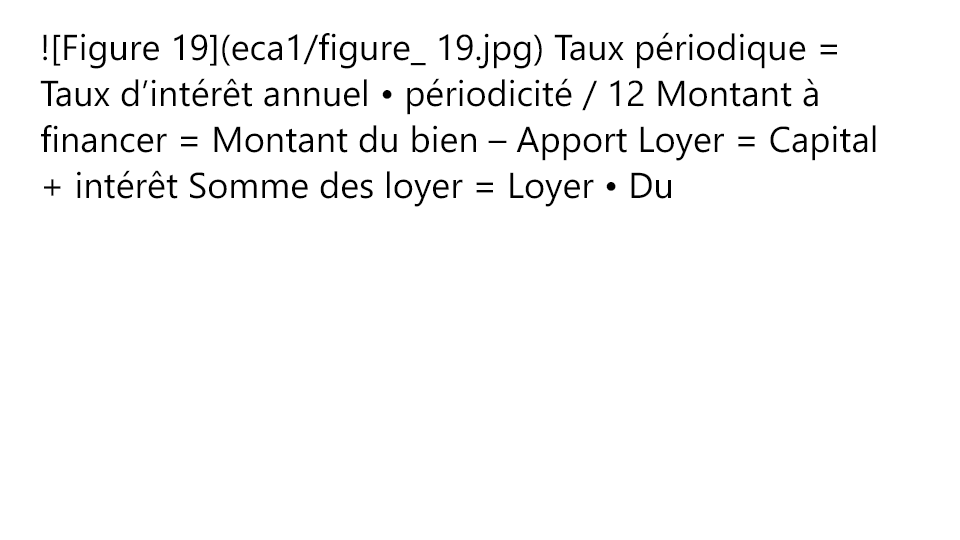 ![Figure 19](eca1/figure_ 19.jpg) Taux périodique =
Taux d’intérêt annuel • périodicité / 12 Montant à
financer = Montant du bien – Apport Loyer = Capital
+ intérêt Somme des loyer = Loyer • Du